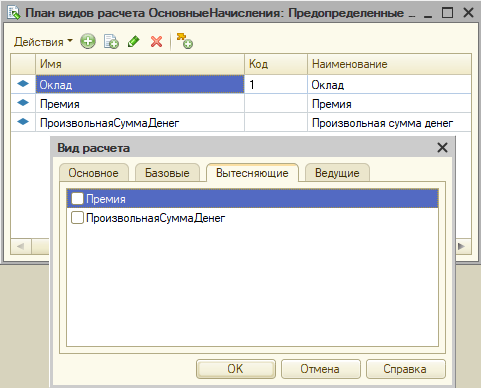 План видов расчета ОсновныеНачисления: Предопределенные ...
Действия
Имя Код Наименование
Оклад 1 Оклад
Премия Премия
ПроизвольнаяСуммаДенег Произвольная сумма денег
Вид расчета
Основное Базовые Вытесняющие Ведущие
Премия
ПроизвольнаяСуммаДенег
OK Отмена Справка